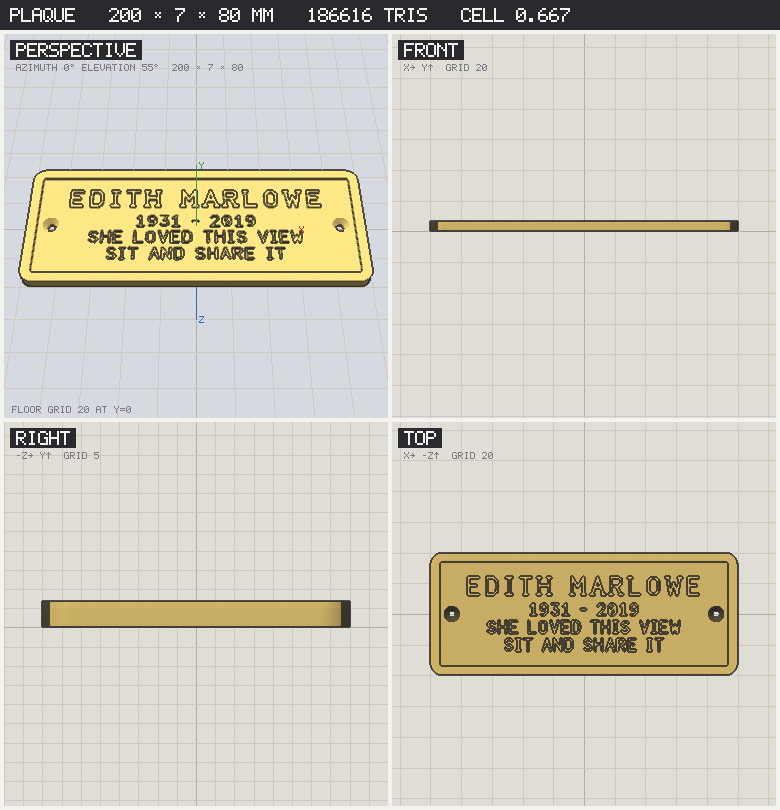 PLAQUE 200 × 7 × 80 MM 186616 TRIS CELL 0.667
PERSPECTIVE
AZIMUTH 0° ELEVATION 55° 200 × 7 × 80
Y
EDITH MARLOWE
1931 - 2019
X
SHE LOVED THIS VIEW
SIT AND SHARE IT
Z
FLOOR GRID 20 AT Y=0
FRONT
X→ Y↑ GRID 20
RIGHT
-Z→ Y↑ GRID 5
TOP
X→ -Z↑ GRID 20
EDITH MARLOWE
1931 - 2019
SHE LOVED THIS VIEW
SIT AND SHARE IT